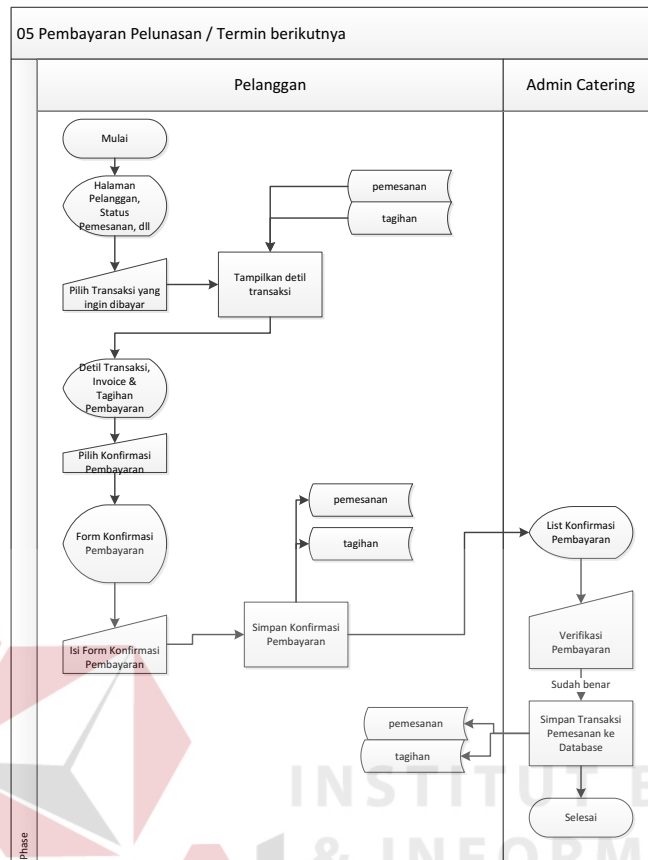 05 Pembayaran Pelunasan / Termin berikutnya
Pelanggan
Admin Catering
Mulai
Halaman
Pelanggan,
Status
Pemesanan, dll
pemesanan
tagihan
Pilih Transaksi yang
ingin dibayar
Tampilkan detil
transaksi
Detil Transaksi,
Invoice &
Tagihan
Pembayaran
Pilih Konfirmasi
Pembayaran
Form Konfirmasi
Pembayaran
pemesanan
tagihan
List Konfirmasi
Pembayaran
Isi Form Konfirmasi
Pembayaran
Simpan Konfirmasi
Pembayaran
Verifikasi
Pembayaran
Sudah benar
pemesanan
tagihan
Simpan Transaksi
Pemesanan ke
Database
Selesai
Phase
INSTITUT B
& INFORM